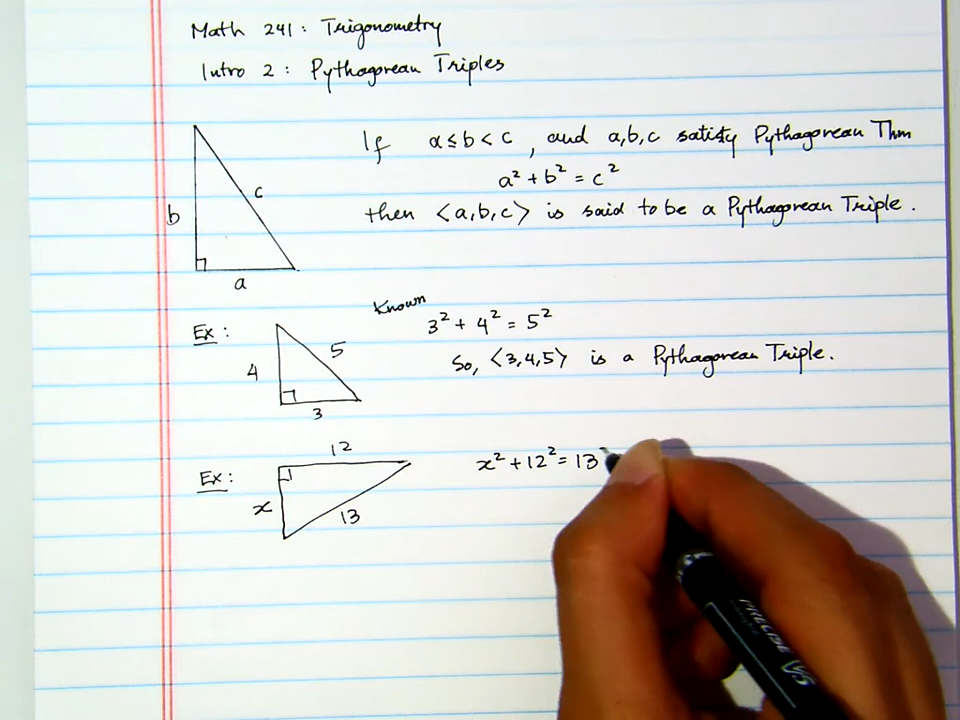 Math 241: Trigonometry
Intro 2: Pythagorean Triples
If a ≤ b < c, and a,b,c satisfy Pythagorean Thm
a² + b² = c²
then <a,b,c> is said to be a Pythagorean Triple.
c
b
a
Known
Ex:
3² + 4² = 5²
5
4
So, <3,4,5> is a Pythagorean Triple.
3
12
Ex:
x² + 12² = 13
x
13
PRECISE V5